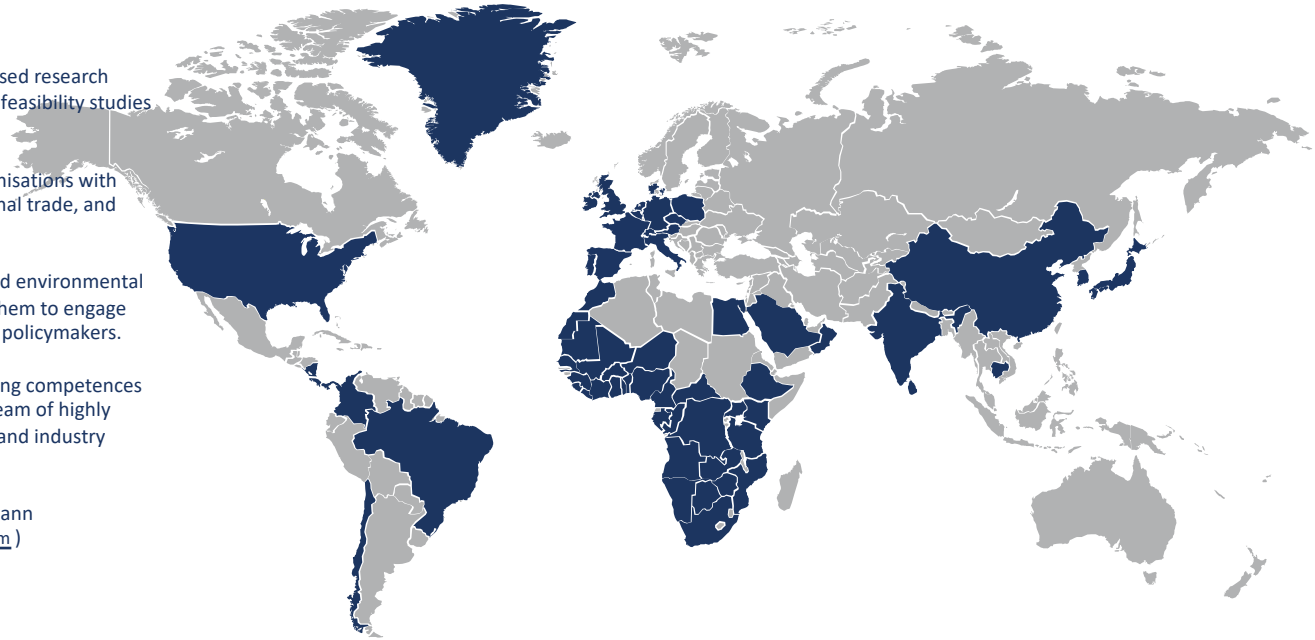 sed research
feasibility studies
nisations with
nal trade, and
d environmental
hem to engage
policymakers.
ng competences
eam of highly
and industry
ann
m )